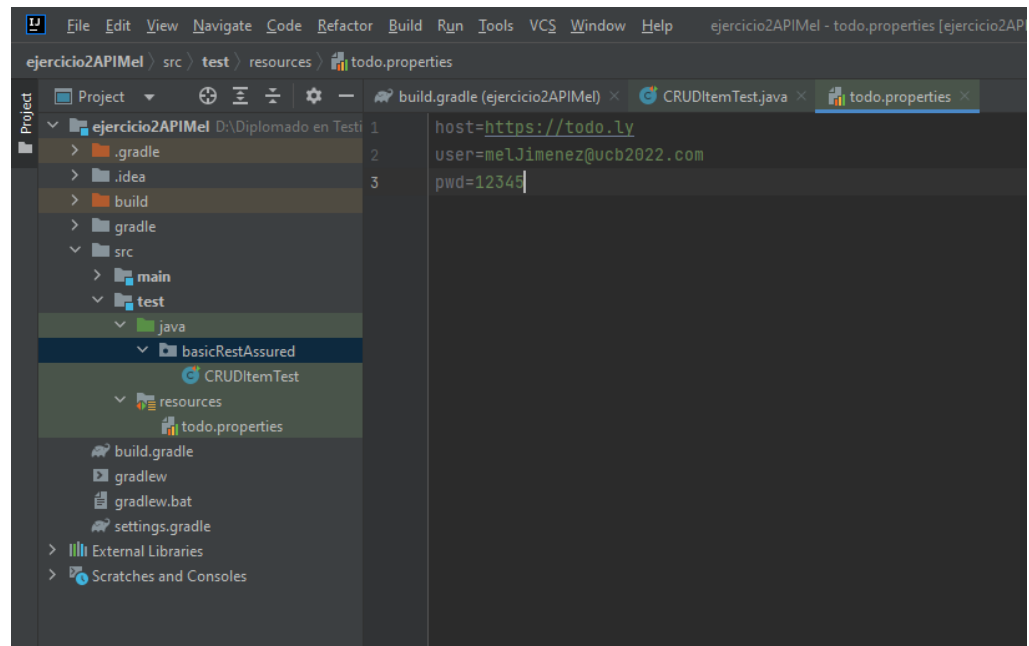 File Edit View Navigate Code Refactor Build Run Tools VCS Window Help ejercicio2APIMel - todo.properties [ejercicio2API
ejercicio2APIMel src test resources todo.properties
Project
Project
build.gradle (ejercicio2APIMel)
CRUDItemTest.java
todo.properties
ejercicio2APIMel D:\Diplomado en Testi
.gradle
.idea
build
gradle
src
main
test
java
basicRestAssured
CRUDItemTest
resources
todo.properties
build.gradle
gradlew
gradlew.bat
settings.gradle
External Libraries
Scratches and Consoles
1 host=https://todo.ly
2 user=melJimenez@ucb2022.com
3 pwd=12345